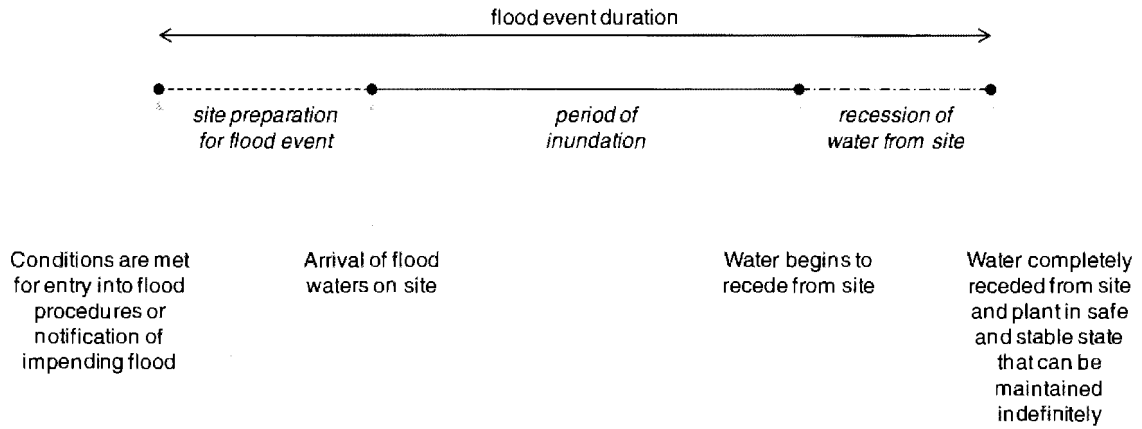 flood event duration
site preparation
for flood event
period of
inundation
recession of
water from site
Conditions are met
for entry into flood
procedures or
notification of
impending flood
Arrival of flood
waters on site
Water begins to
recede from site
Water completely
receded from site
and plant in safe
and stable state
that can be
maintained
indefinitely